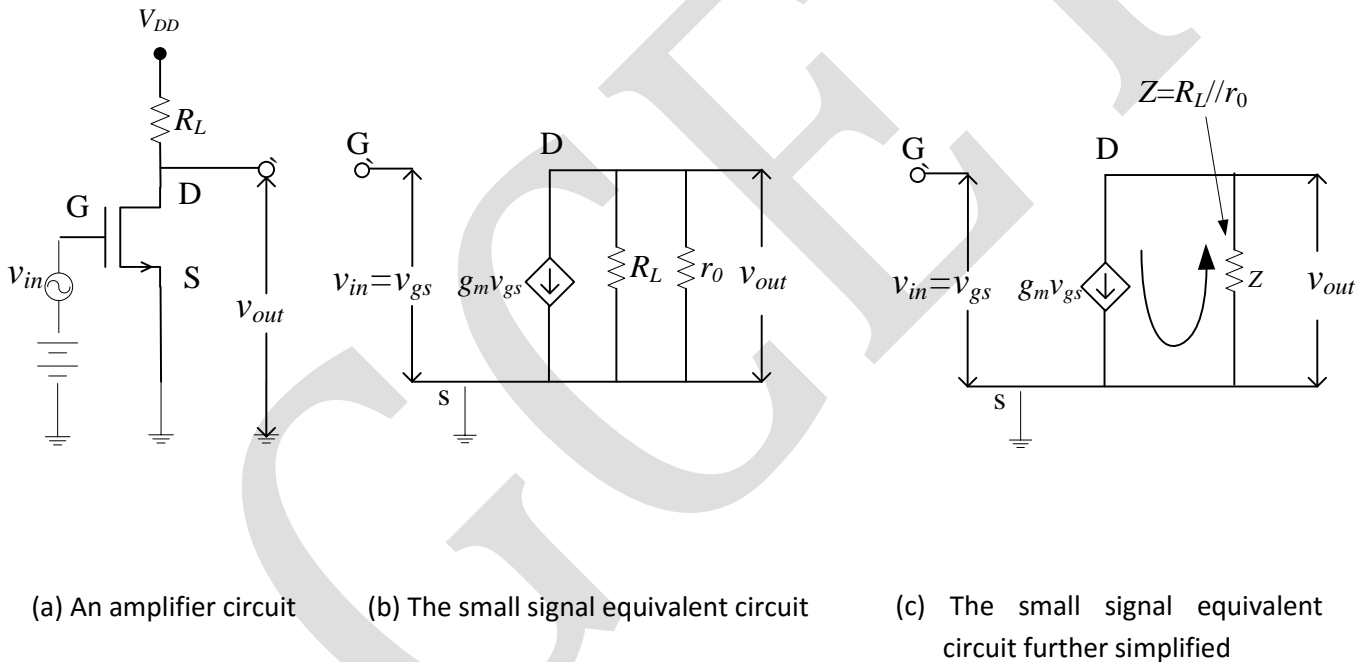 V_DD
R_L
D
G
S
v_in
v_out
(a) An amplifier circuit
G
D
v_in=v_gs
g_mv_gs
R_L
r_0
v_out
s
(b) The small signal equivalent circuit
Z=R_L//r_0
G
D
v_in=v_gs
g_mv_gs
Z
v_out
s
(c) The small signal equivalent
circuit further simplified
GCET